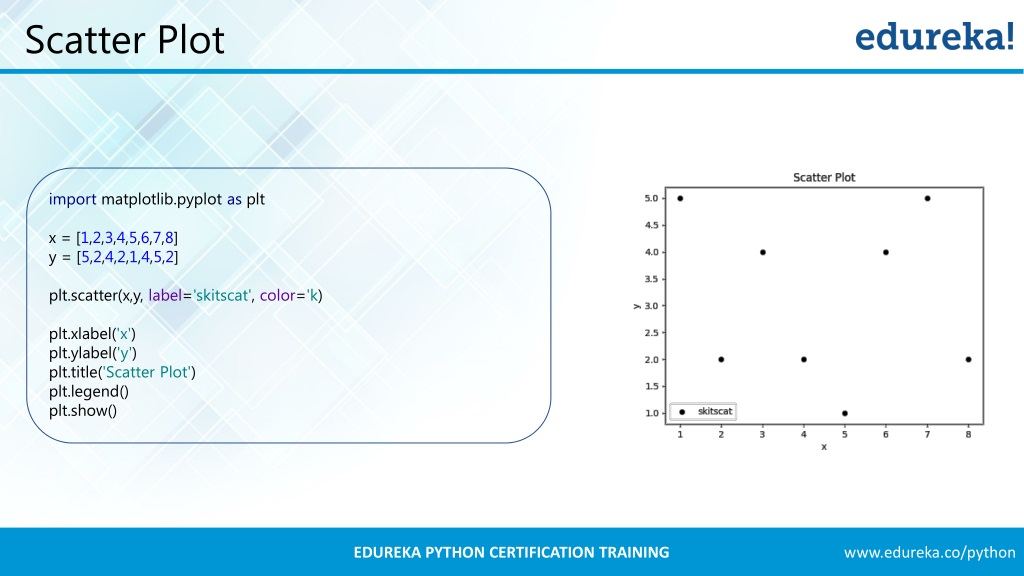 Scatter Plot
edureka!
import matplotlib.pyplot as plt
x = [1,2,3,4,5,6,7,8]
y = [5,2,4,2,1,4,5,2]
plt.scatter(x,y, label='skitscat', color='k)
plt.xlabel('x')
plt.ylabel('y')
plt.title('Scatter Plot')
plt.legend()
plt.show()
Scatter Plot
5.0
4.5
4.0
3.5
3.0
2.5
2.0
1.5
1.0
y
skitscat
1 2 3 4 5 6 7 8
x
EDUREKA PYTHON CERTIFICATION TRAINING
www.edureka.co/python